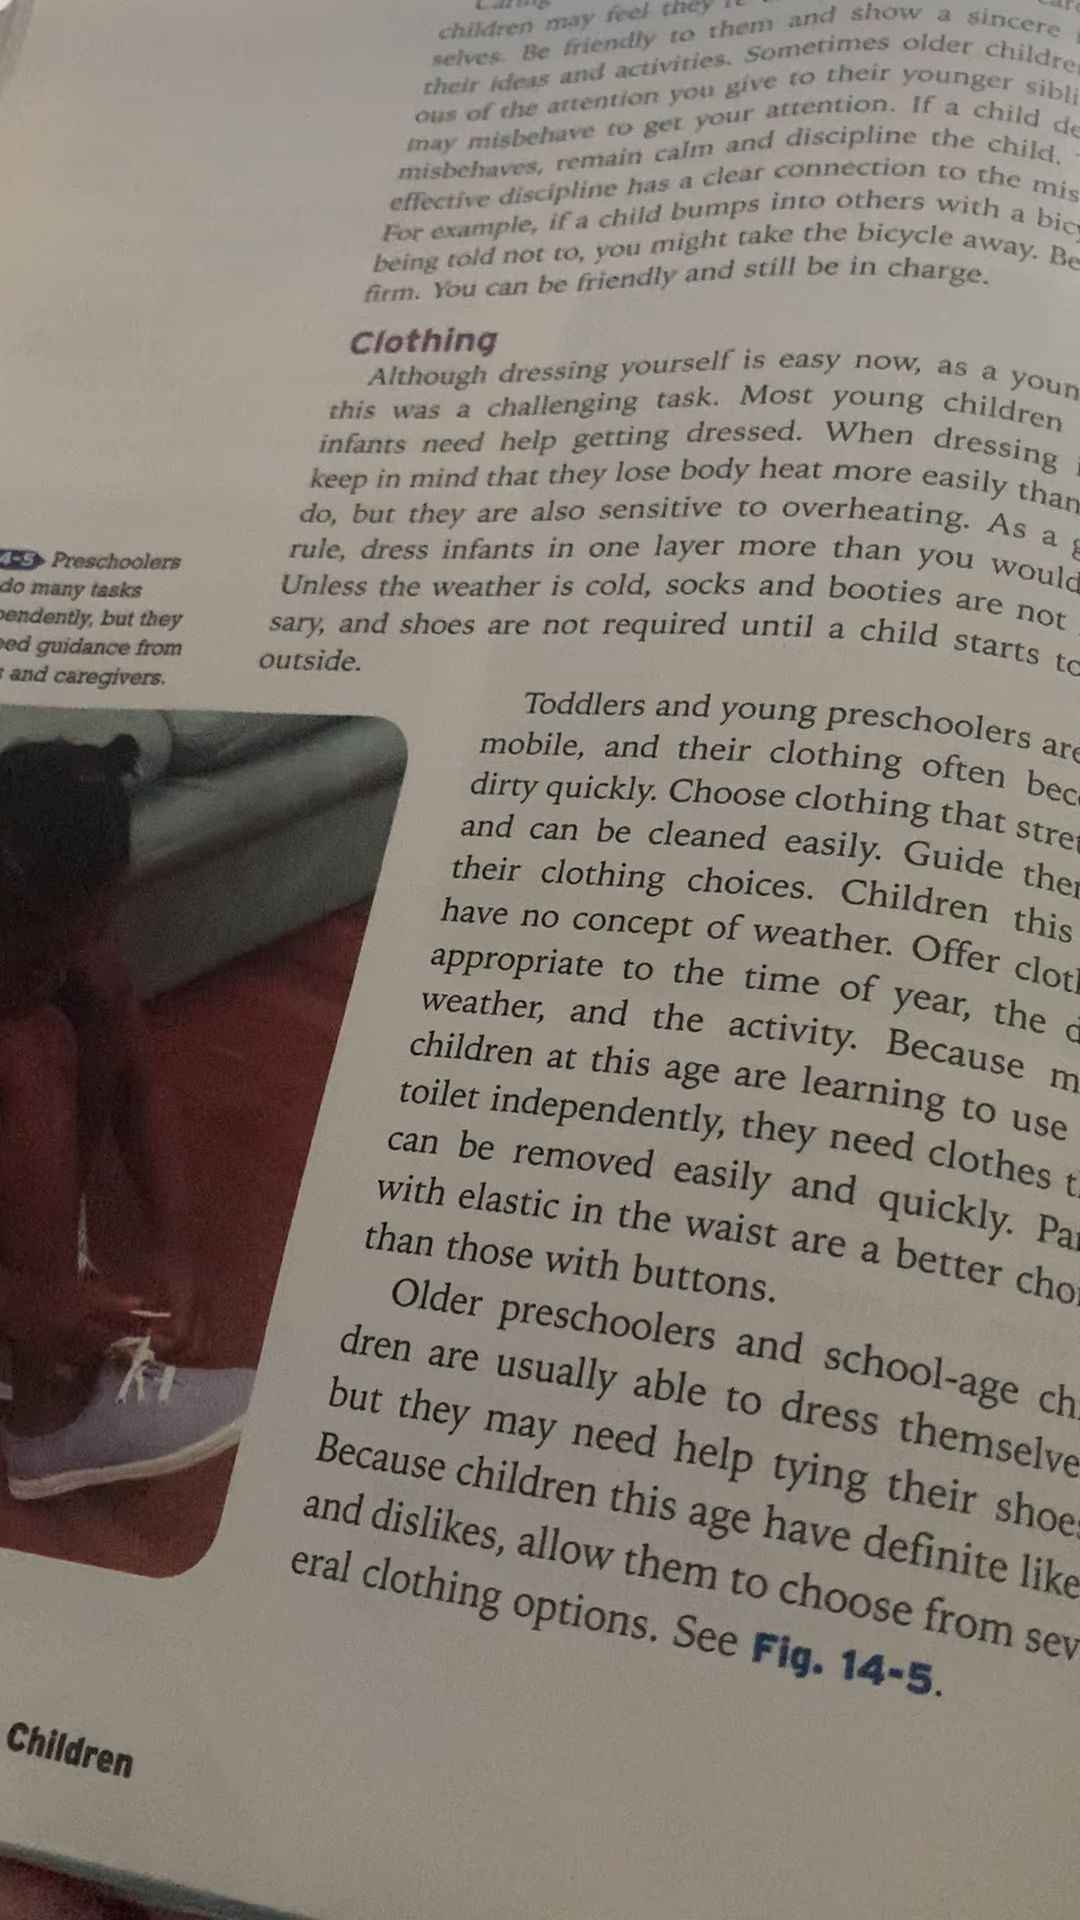 children may feel they
selves. Be friendly to them and show a sincere
their ideas and activities. Sometimes older childre
ous of the attention you give to their younger sibli
may misbehave to get your attention. If a child de
misbehaves, remain calm and discipline the child.
effective discipline has a clear connection to the mis
For example, if a child bumps into others with a bicy
being told not to, you might take the bicycle away. Be
firm. You can be friendly and still be in charge.
Clothing
Although dressing yourself is easy now, as a youn
this was a challenging task. Most young children
infants need help getting dressed. When dressing
keep in mind that they lose body heat more easily than
do, but they are also sensitive to overheating. As a g
rule, dress infants in one layer more than you would
Unless the weather is cold, socks and booties are not
sary, and shoes are not required until a child starts to
outside.
4-5 Preschoolers
do many tasks
pendently, but they
eed guidance from
s and caregivers.
Toddlers and young preschoolers are
mobile, and their clothing often bec
dirty quickly. Choose clothing that stret
and can be cleaned easily. Guide ther
their clothing choices. Children this
have no concept of weather. Offer cloth
appropriate to the time of year, the d
weather, and the activity. Because m
children at this age are learning to use
toilet independently, they need clothes t
can be removed easily and quickly. Pa
with elastic in the waist are a better choi
than those with buttons.
Older preschoolers and school-age ch
dren are usually able to dress themselve
but they may need help tying their shoes
Because children this age have definite like
and dislikes, allow them to choose from sev
eral clothing options. See Fig. 14-5.
Children